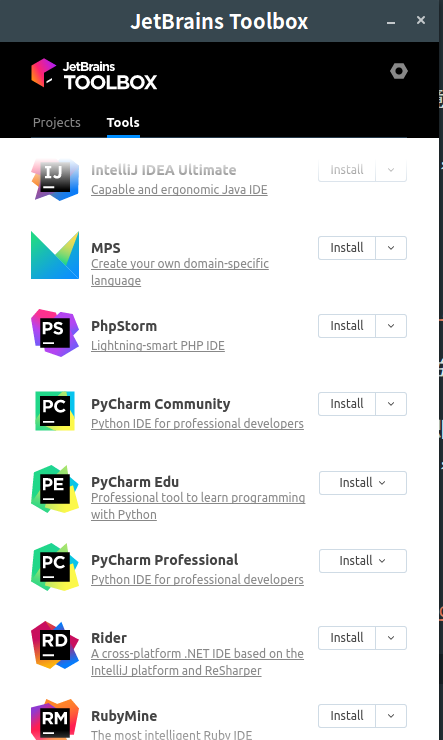 JetBrains Toolbox
JetBrains
TOOLBOX
Projects Tools
IJ IntelliJ IDEA Ultimate Install
Capable and ergonomic Java IDE
MPS Install
Create your own domain-specific
language
PS PhpStorm Install
Lightning-smart PHP IDE
PC PyCharm Community Install
Python IDE for professional developers
PE PyCharm Edu Install
Professional tool to learn programming
with Python
PC PyCharm Professional Install
Python IDE for professional developers
RD Rider Install
A cross-platform .NET IDE based on the
IntelliJ platform and ReSharper
RM RubyMine Install
The most intelligent Ruby IDE